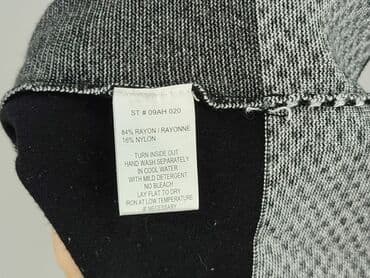 ST # 09AH 020
84% RAYON / RAYONNE
16% NYLON
TURN INSIDE OUT
HAND WASH SEPARATELY
IN COOL WATER
WITH MILD DETERGENT
NO BLEACH
LAY FLAT TO DRY
IRON AT LOW TEMPERATURE
IF NECESSARY